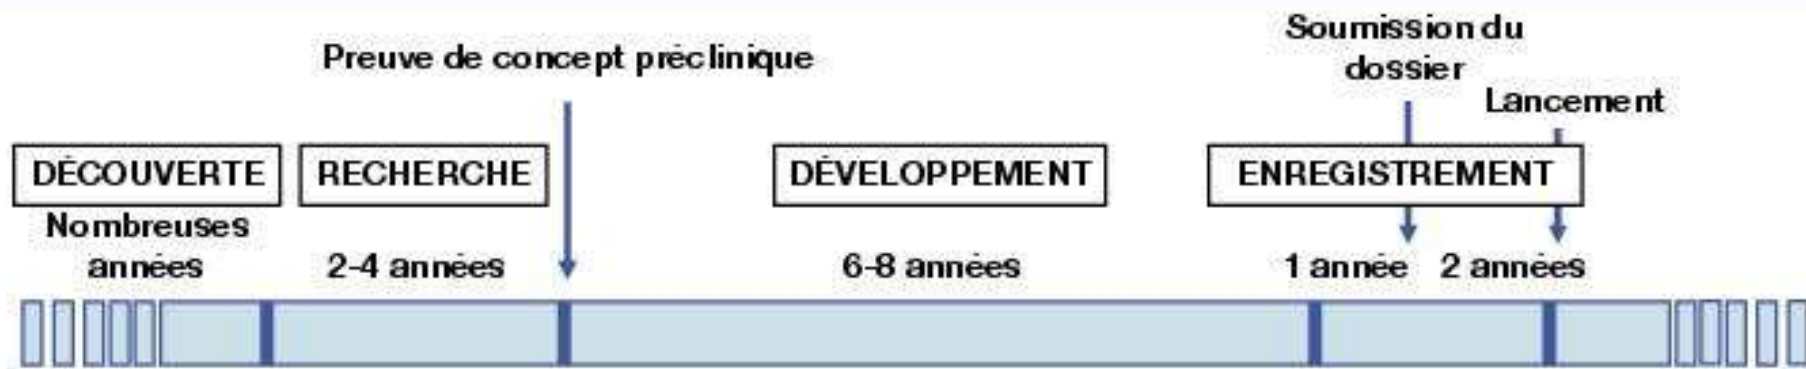 Preuve de concept préclinique
Soumission du
dossier
Lancement
DÉCOUVERTE
RECHERCHE
DÉVELOPPEMENT
ENREGISTREMENT
Nombreuses
années
2-4 années
6-8 années
1 année
2 années